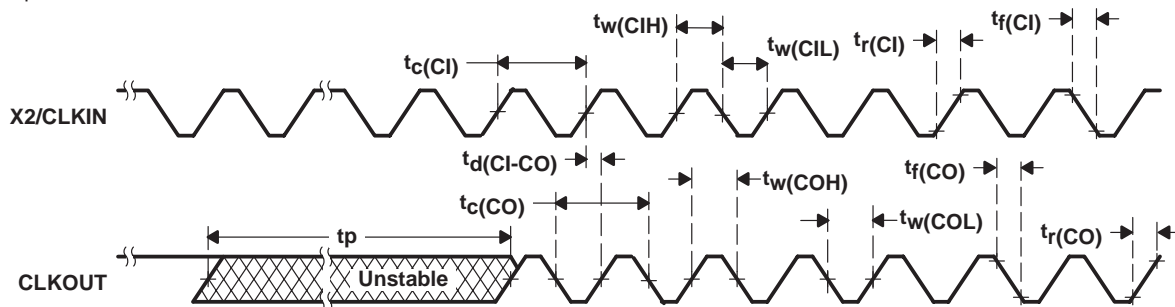 tw(CIH)
tw(CIL)
tr(CI)
tf(CI)
tc(CI)
X2/CLKIN
td(CI-CO)
tf(CO)
tw(COH)
tc(CO)
tw(COL)
tr(CO)
tp
CLKOUT
Unstable